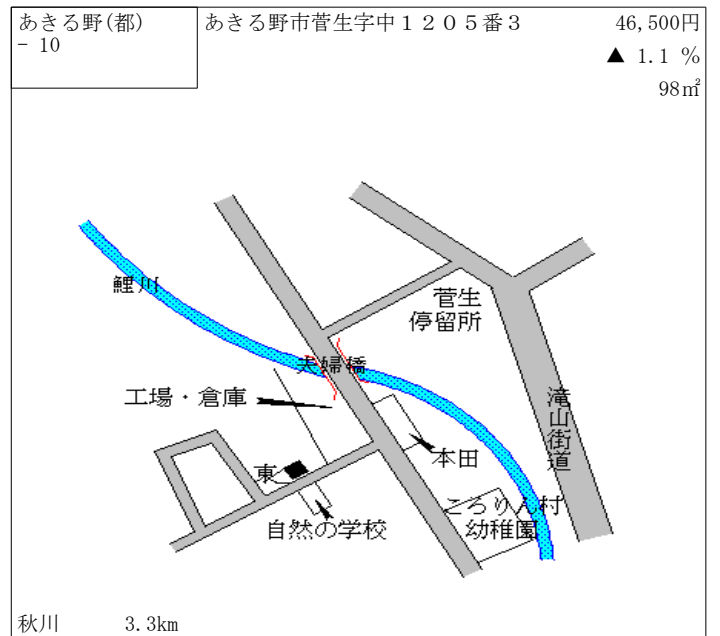 あきる野(都)
- 10
あきる野市菅生字中１２０５番３
46,500円
▲ 1.1 %
98㎡
鯉川
菅生
停留所
夫婦橋
工場・倉庫
滝山街道
本田
東
ころりん村
幼稚園
自然の学校
秋川 3.3km